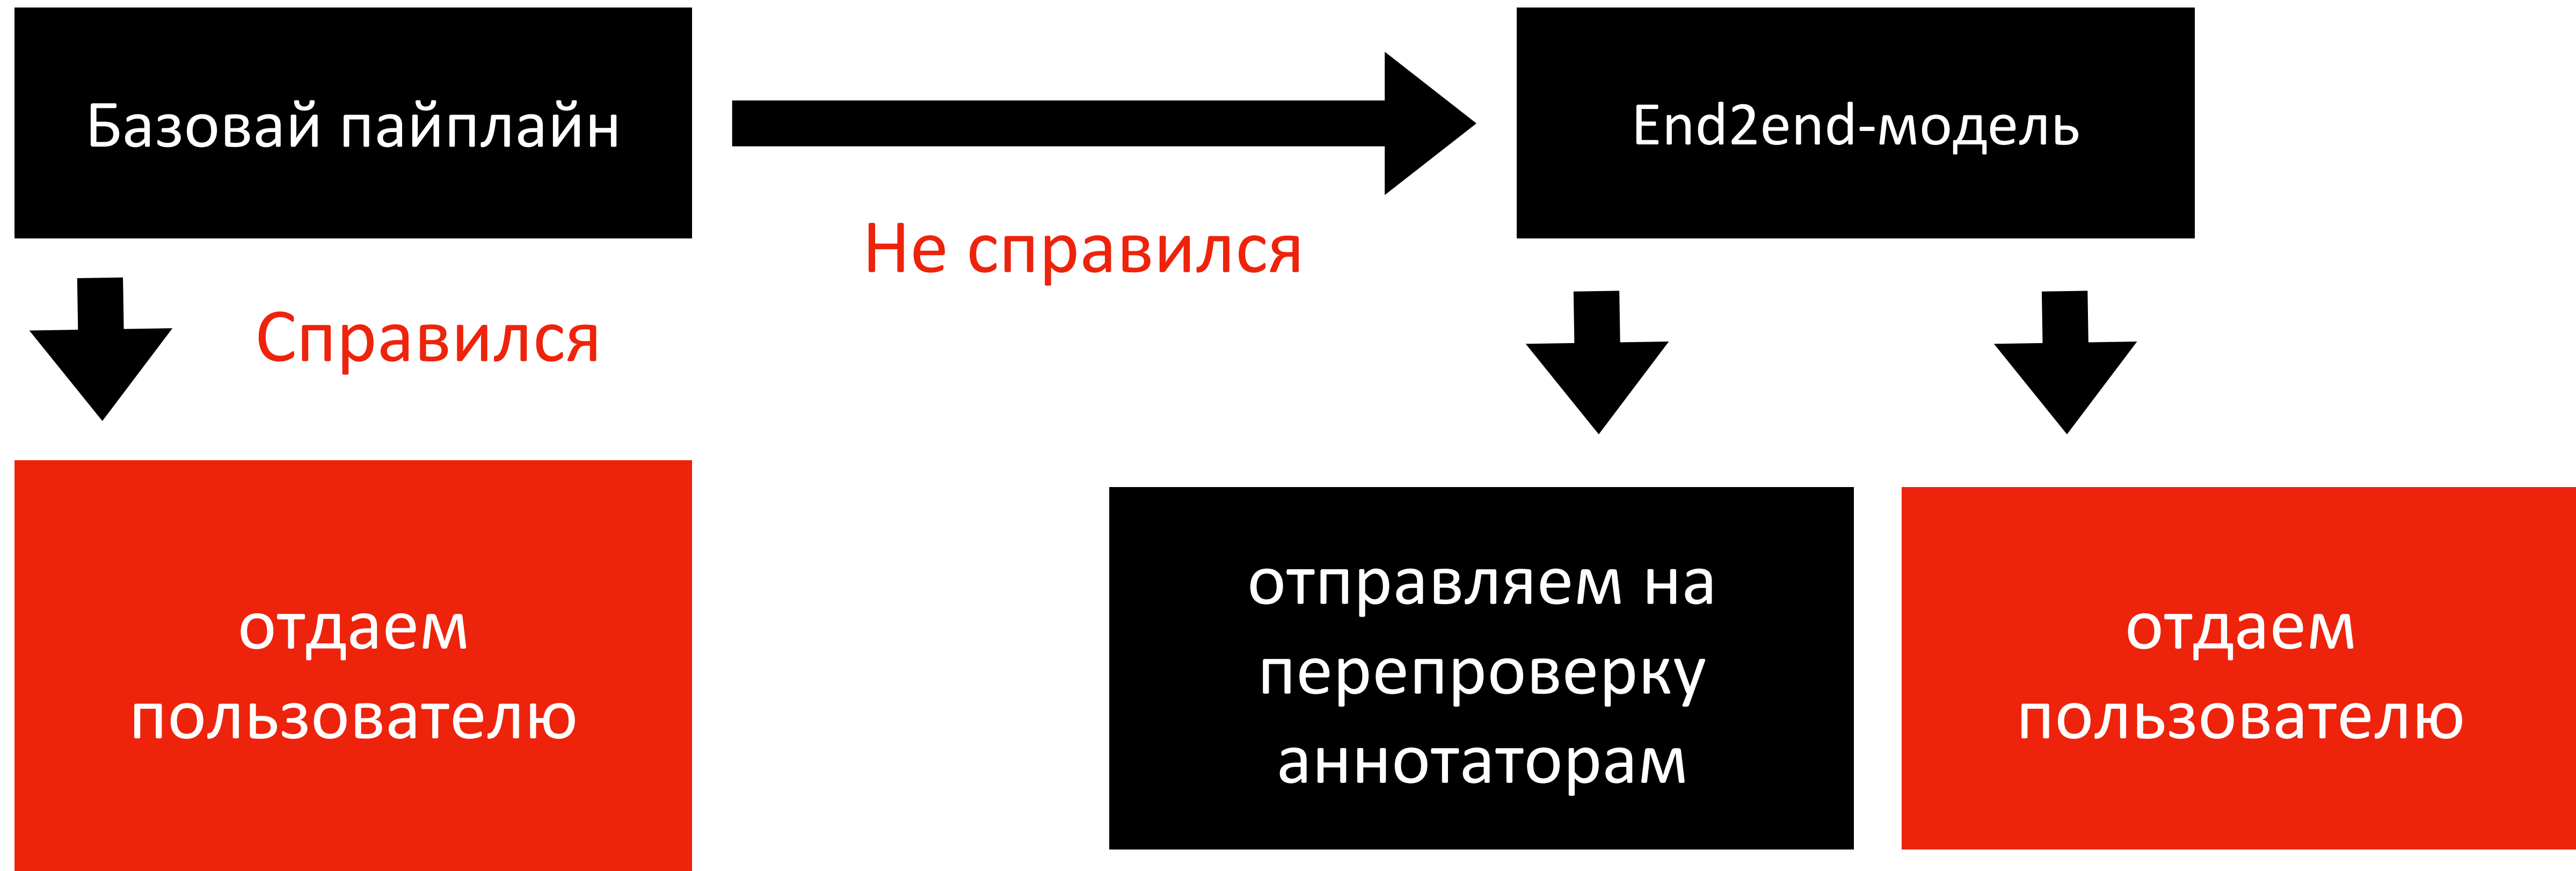 Базовай пайплайн
End2end-модель
Не справился
Справился
отдаем
пользователю
отправляем на
перепроверку
аннотаторам
отдаем
пользователю